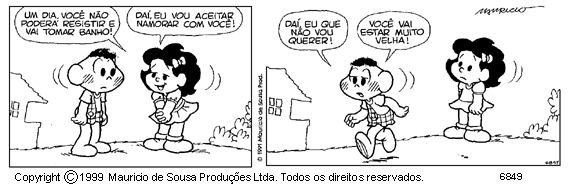 UM DIA, VOCÊ NÃO
PODERÁ RESISTIR E
VAI TOMAR BANHO!
DAÍ, EU VOU ACEITAR
NAMORAR COM VOCÊ!
© 1991 Mauricio de Sousa Prod.
DAÍ, EU QUE
NÃO VOU
QUERER!
VOCÊ VAI
ESTAR MUITO
VELHA!
MAURICIO
6849
Copyright ©1999 Mauricio de Sousa Produções Ltda. Todos os direitos reservados. 6849